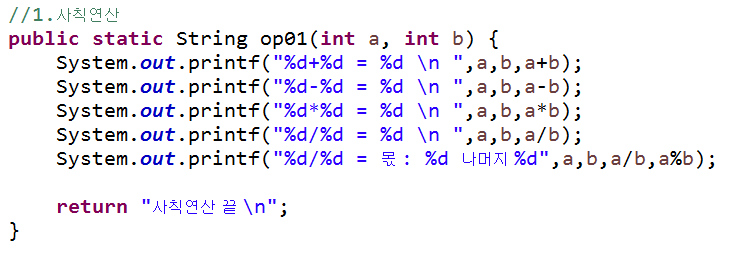 //1.사칙연산
public static String op01(int a, int b) {
System.out.printf("%d+%d = %d \n ",a,b,a+b);
System.out.printf("%d-%d = %d \n ",a,b,a-b);
System.out.printf("%d*%d = %d \n ",a,b,a*b);
System.out.printf("%d/%d = %d \n ",a,b,a/b);
System.out.printf("%d/%d = 몫 : %d 나머지 %d",a,b,a/b,a%b);
return "사칙연산 끝 \n";
}